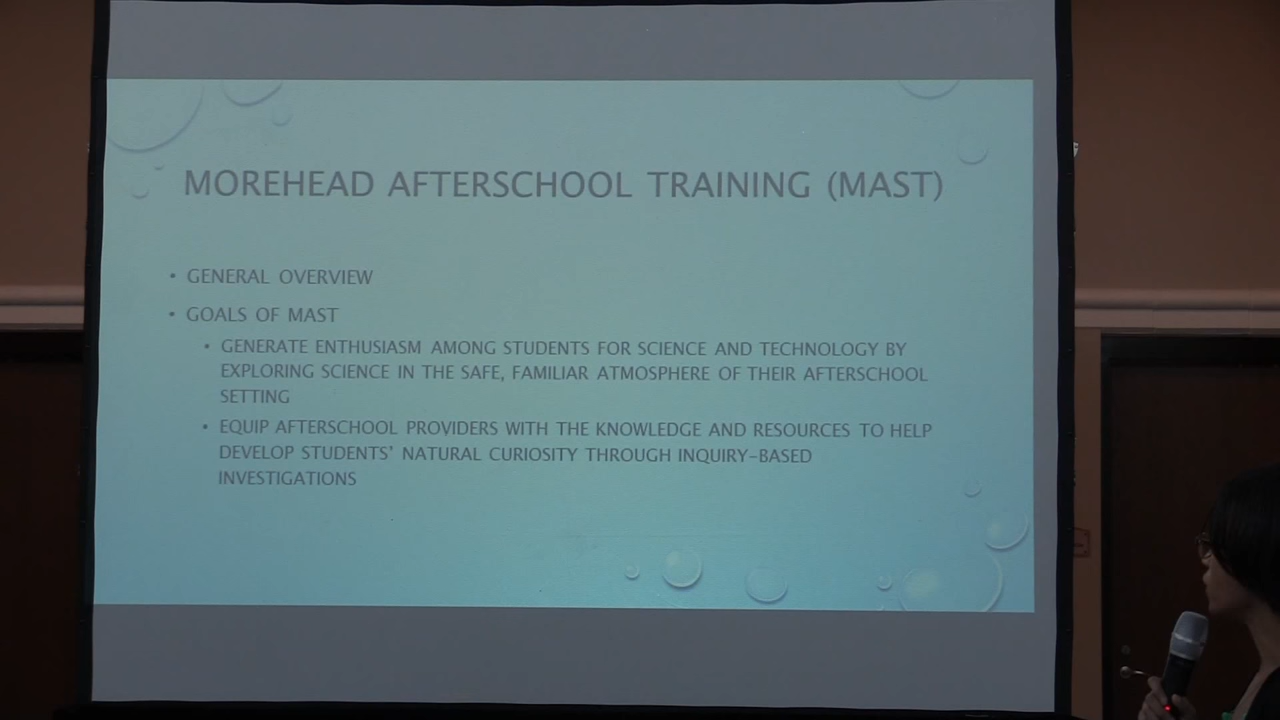 MOREHEAD AFTERSCHOOL TRAINING (MAST)
• GENERAL OVERVIEW
• GOALS OF MAST
• GENERATE ENTHUSIASM AMONG STUDENTS FOR SCIENCE AND TECHNOLOGY BY
EXPLORING SCIENCE IN THE SAFE, FAMILIAR ATMOSPHERE OF THEIR AFTERSCHOOL
SETTING
• EQUIP AFTERSCHOOL PROVIDERS WITH THE KNOWLEDGE AND RESOURCES TO HELP
DEVELOP STUDENTS' NATURAL CURIOSITY THROUGH INQUIRY-BASED
INVESTIGATIONS